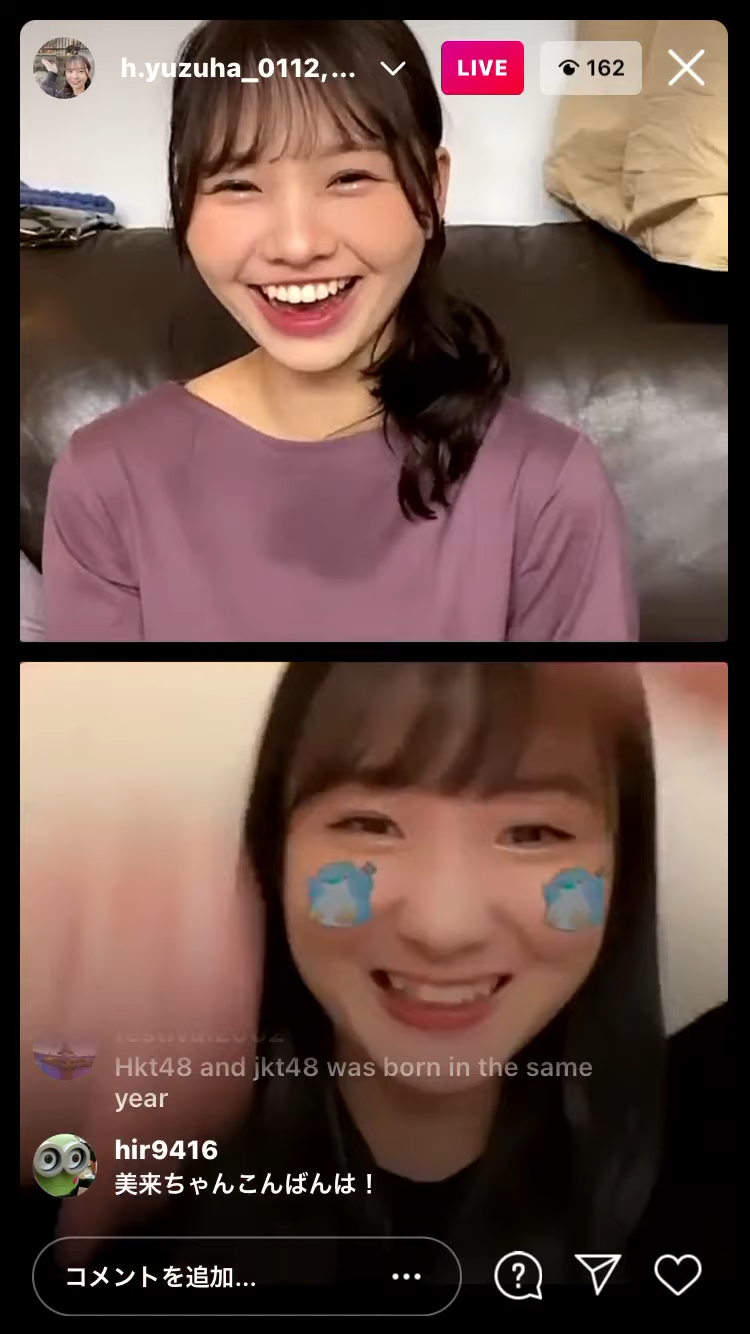 h.yuzuha_0112,...
LIVE
162
Hkt48 and jkt48 was born in the same
year
hir9416
美来ちゃんこんばんは！
コメントを追加...